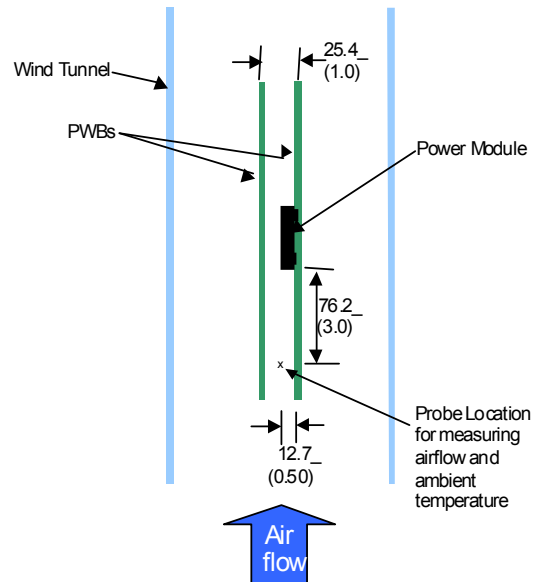 25.4_
(1.0)
Wind Tunnel
PWBs
Power Module
76.2_
(3.0)
x
Probe Location
for measuring
airflow and
ambient
temperature
12.7_
(0.50)
Air
flow